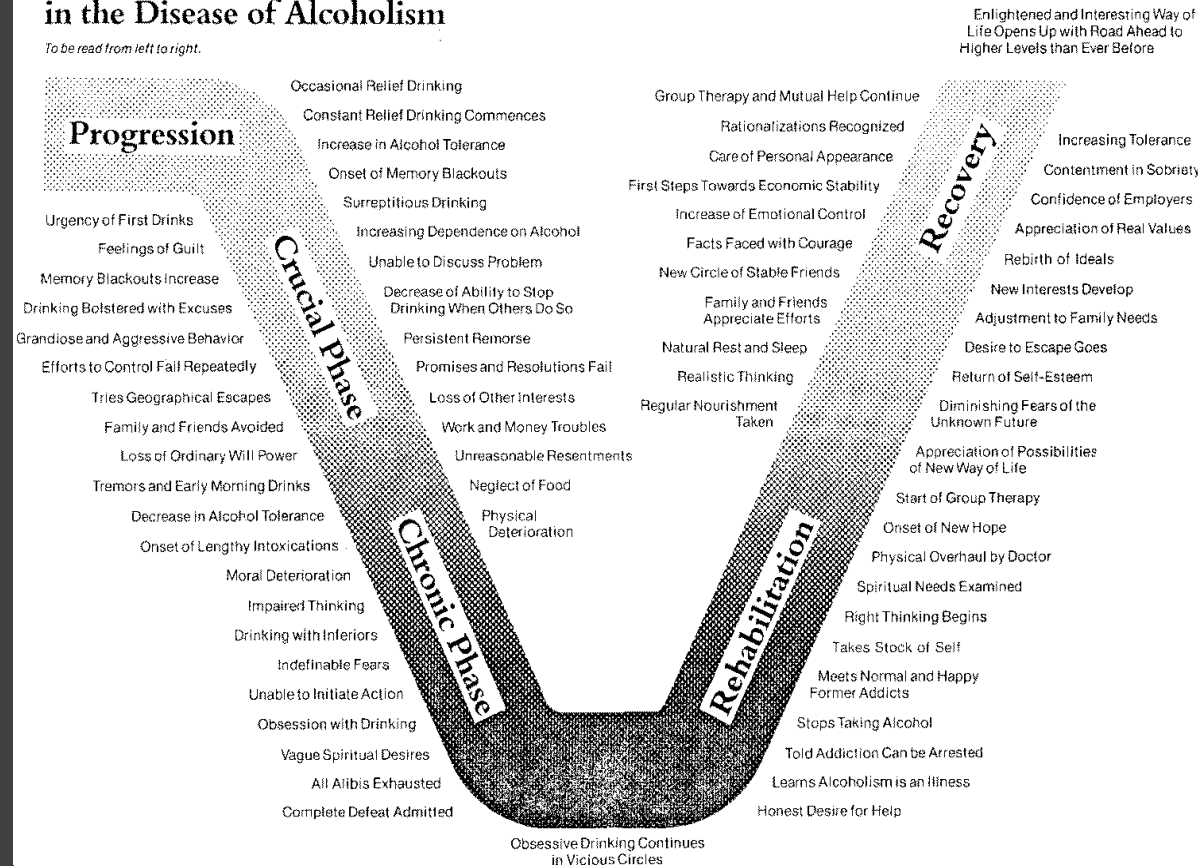 in the Disease of Alcoholism
To be read from left to right.
Progression
Occasional Relief Drinking
Constant Relief Drinking Commences
Increase in Alcohol Tolerance
Onset of Memory Blackouts
Surreptitious Drinking
Increasing Dependence on Alcohol
Unable to Discuss Problem
Decrease of Ability to Stop
Drinking When Others Do So
Persistent Remorse
Promises and Resolutions Fail
Loss of Other Interests
Work and Money Troubles
Unreasonable Resentments
Neglect of Food
Physical
Deterioration
Urgency of First Drinks
Feelings of Guilt
Memory Blackouts Increase
Drinking Bolstered with Excuses
Grandiose and Aggressive Behavior
Efforts to Control Fail Repeatedly
Tries Geographical Escapes
Family and Friends Avoided
Loss of Ordinary Will Power
Tremors and Early Morning Drinks
Decrease in Alcohol Tolerance
Onset of Lengthy Intoxications
Moral Deterioration
Impaired Thinking
Drinking with Inferiors
Indefinable Fears
Unable to Initiate Action
Obsession with Drinking
Vague Spiritual Desires
All Alibis Exhausted
Complete Defeat Admitted
Crucial Phase
Chronic Phase
Obsessive Drinking Continues
in Vicious Circles
Rehabilitation
Recovery
Honest Desire for Help
Learns Alcoholism is an Illness
Told Addiction Can be Arrested
Stops Taking Alcohol
Meets Normal and Happy
Former Addicts
Takes Stock of Self
Right Thinking Begins
Spiritual Needs Examined
Physical Overhaul by Doctor
Onset of New Hope
Start of Group Therapy
Appreciation of Possibilities
of New Way of Life
Diminishing Fears of the
Unknown Future
Return of Self-Esteem
Desire to Escape Goes
Adjustment to Family Needs
New Interests Develop
Rebirth of Ideals
Appreciation of Real Values
Confidence of Employers
Contentment in Sobriety
Increasing Tolerance
Regular Nourishment
Taken
Realistic Thinking
Natural Rest and Sleep
Family and Friends
Appreciate Efforts
New Circle of Stable Friends
Facts Faced with Courage
Increase of Emotional Control
First Steps Towards Economic Stability
Care of Personal Appearance
Rationalizations Recognized
Group Therapy and Mutual Help Continue
Enlightened and Interesting Way of
Life Opens Up with Road Ahead to
Higher Levels than Ever Before